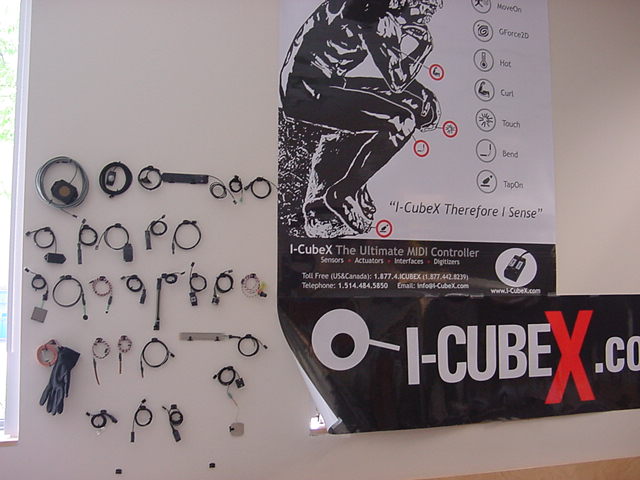 MoveOn
GForce2D
Hot
Curl
Touch
Bend
TapOn
"I-CubeX Therefore I Sense"
I-CubeX The Ultimate MIDI Controller
Sensors • Actuators • Interfaces • Digitizers
Toll Free (US&Canada): 1.877.4.ICUBEX (1.877.442.8239)
Telephone: 1.514.484.5850 Email: info@I-CubeX.com
www.I-CubeX.com
I-CUBEX.co